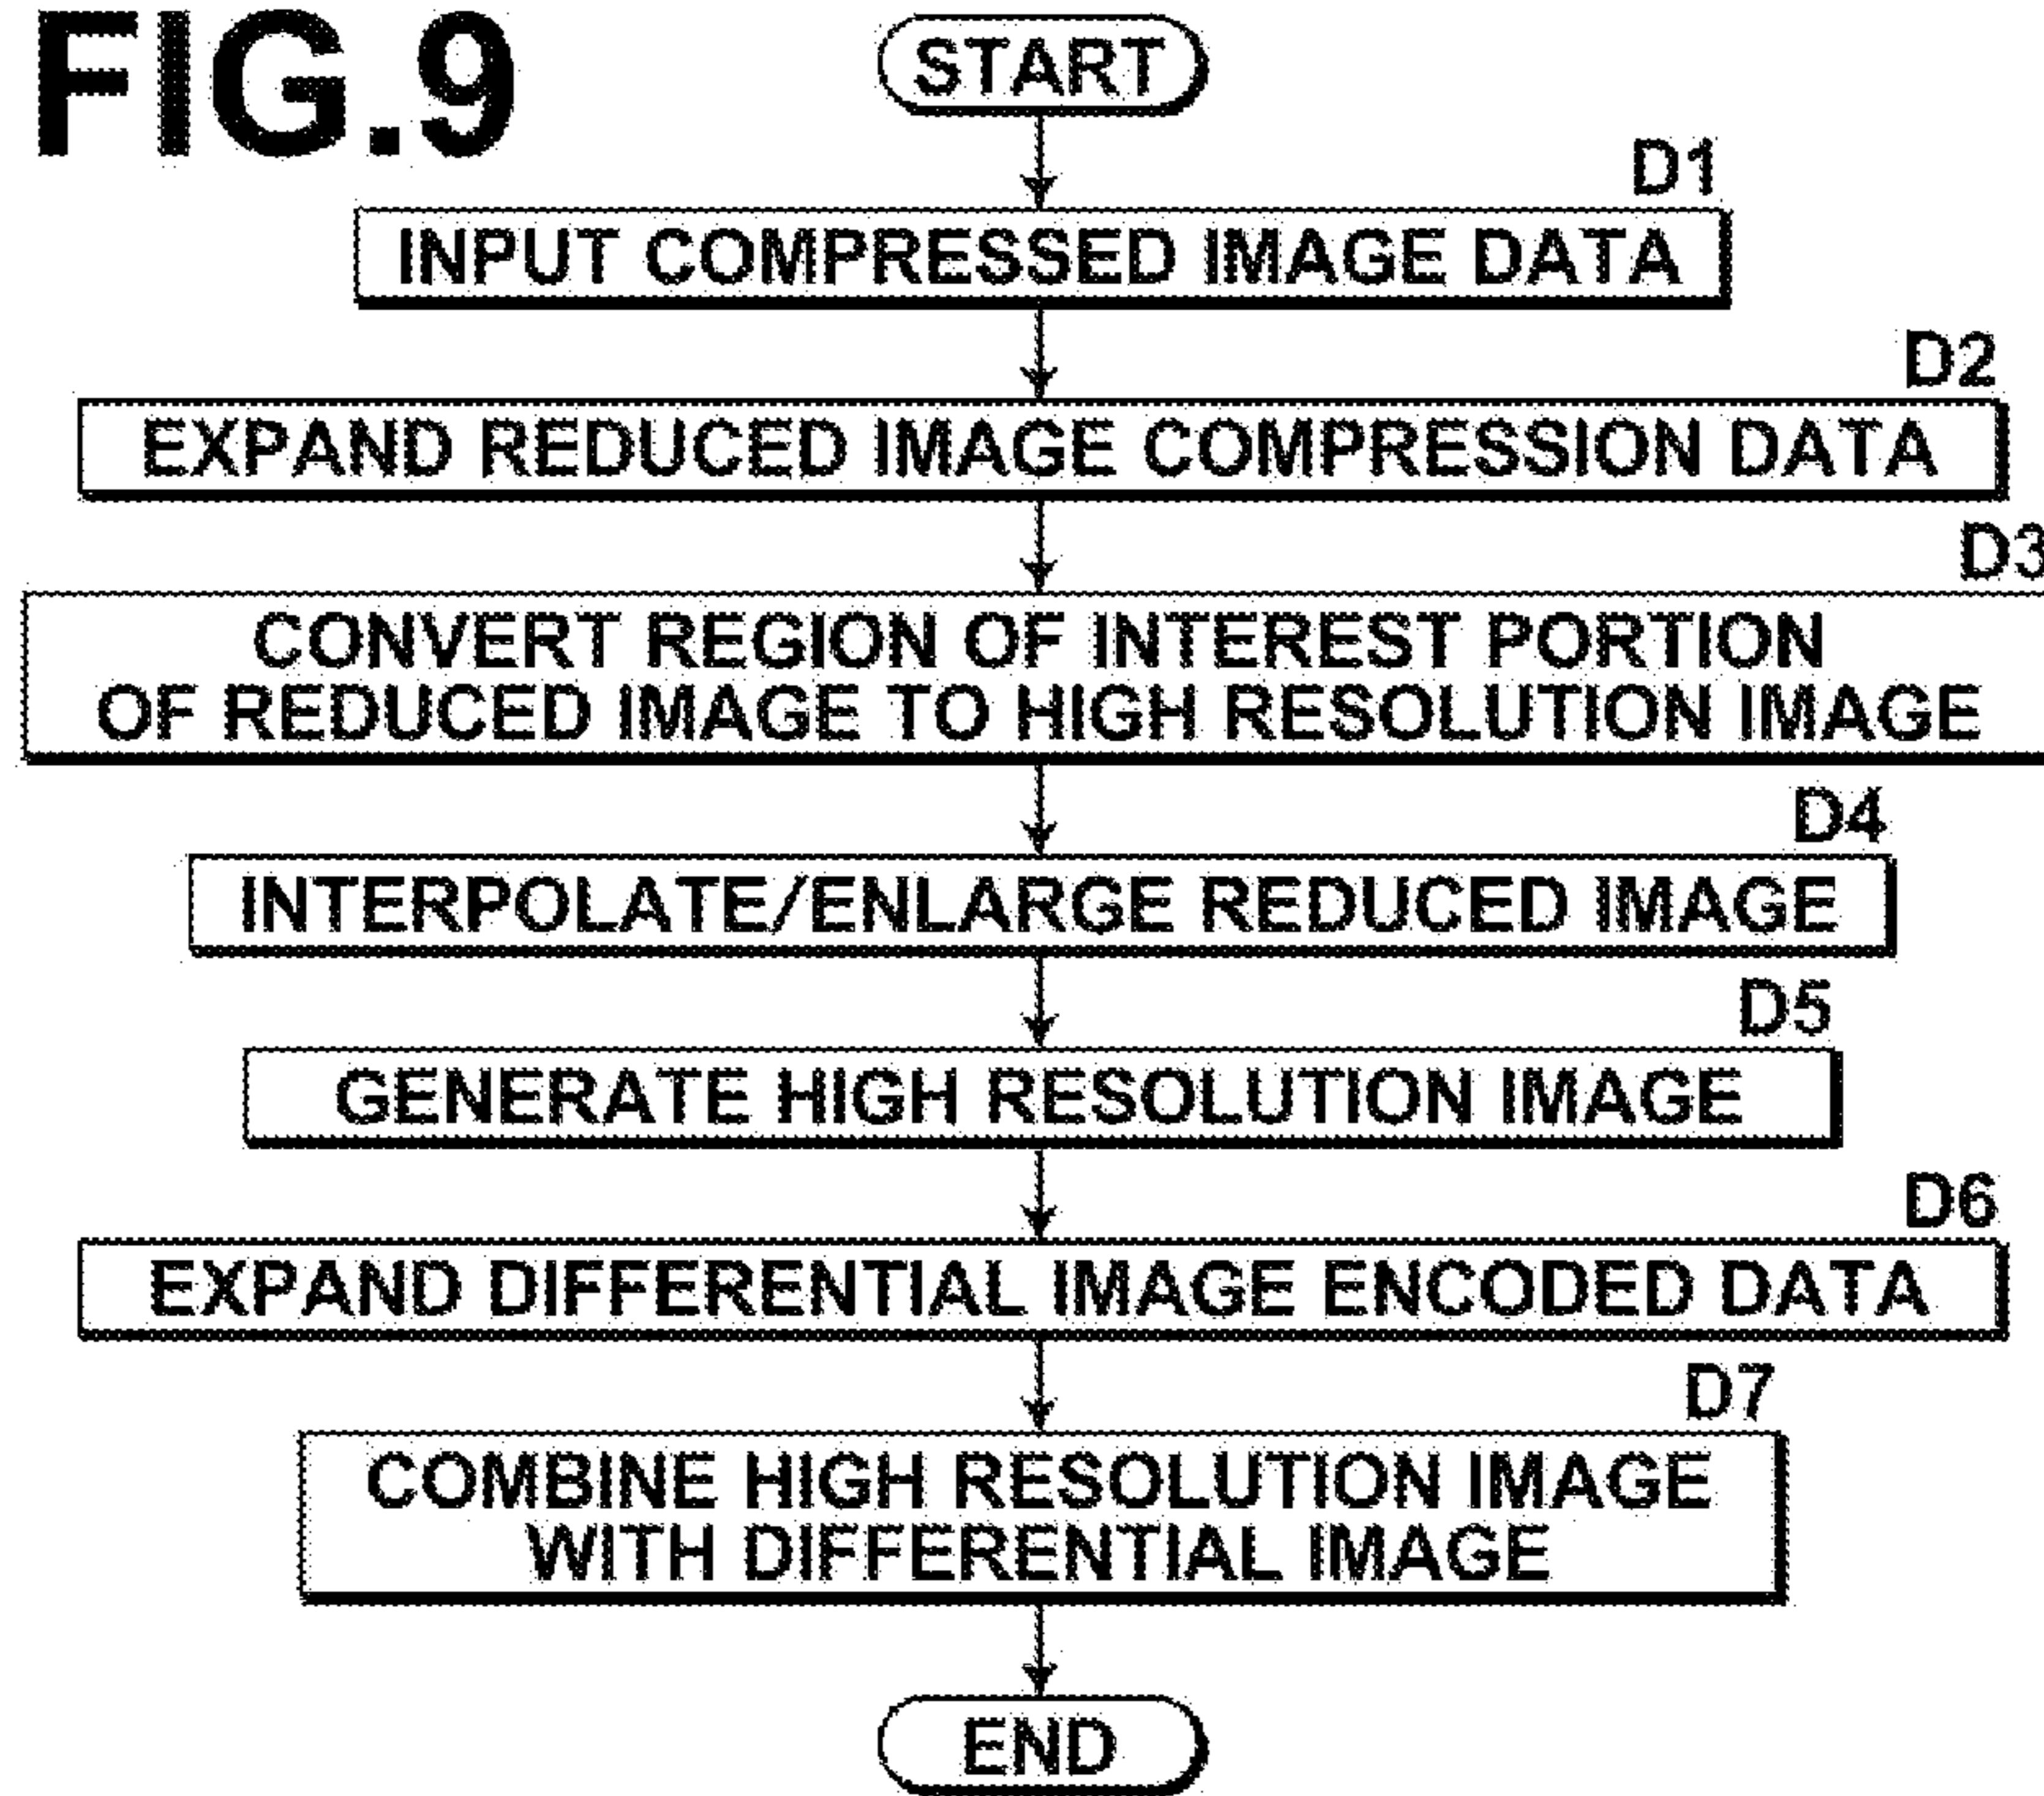 FIG.9
START
D1
INPUT COMPRESSED IMAGE DATA
D2
EXPAND REDUCED IMAGE COMPRESSION DATA
D3
CONVERT REGION OF INTEREST PORTION
OF REDUCED IMAGE TO HIGH RESOLUTION IMAGE
D4
INTERPOLATE/ENLARGE REDUCED IMAGE
D5
GENERATE HIGH RESOLUTION IMAGE
D6
EXPAND DIFFERENTIAL IMAGE ENCODED DATA
D7
COMBINE HIGH RESOLUTION IMAGE
WITH DIFFERENTIAL IMAGE
END